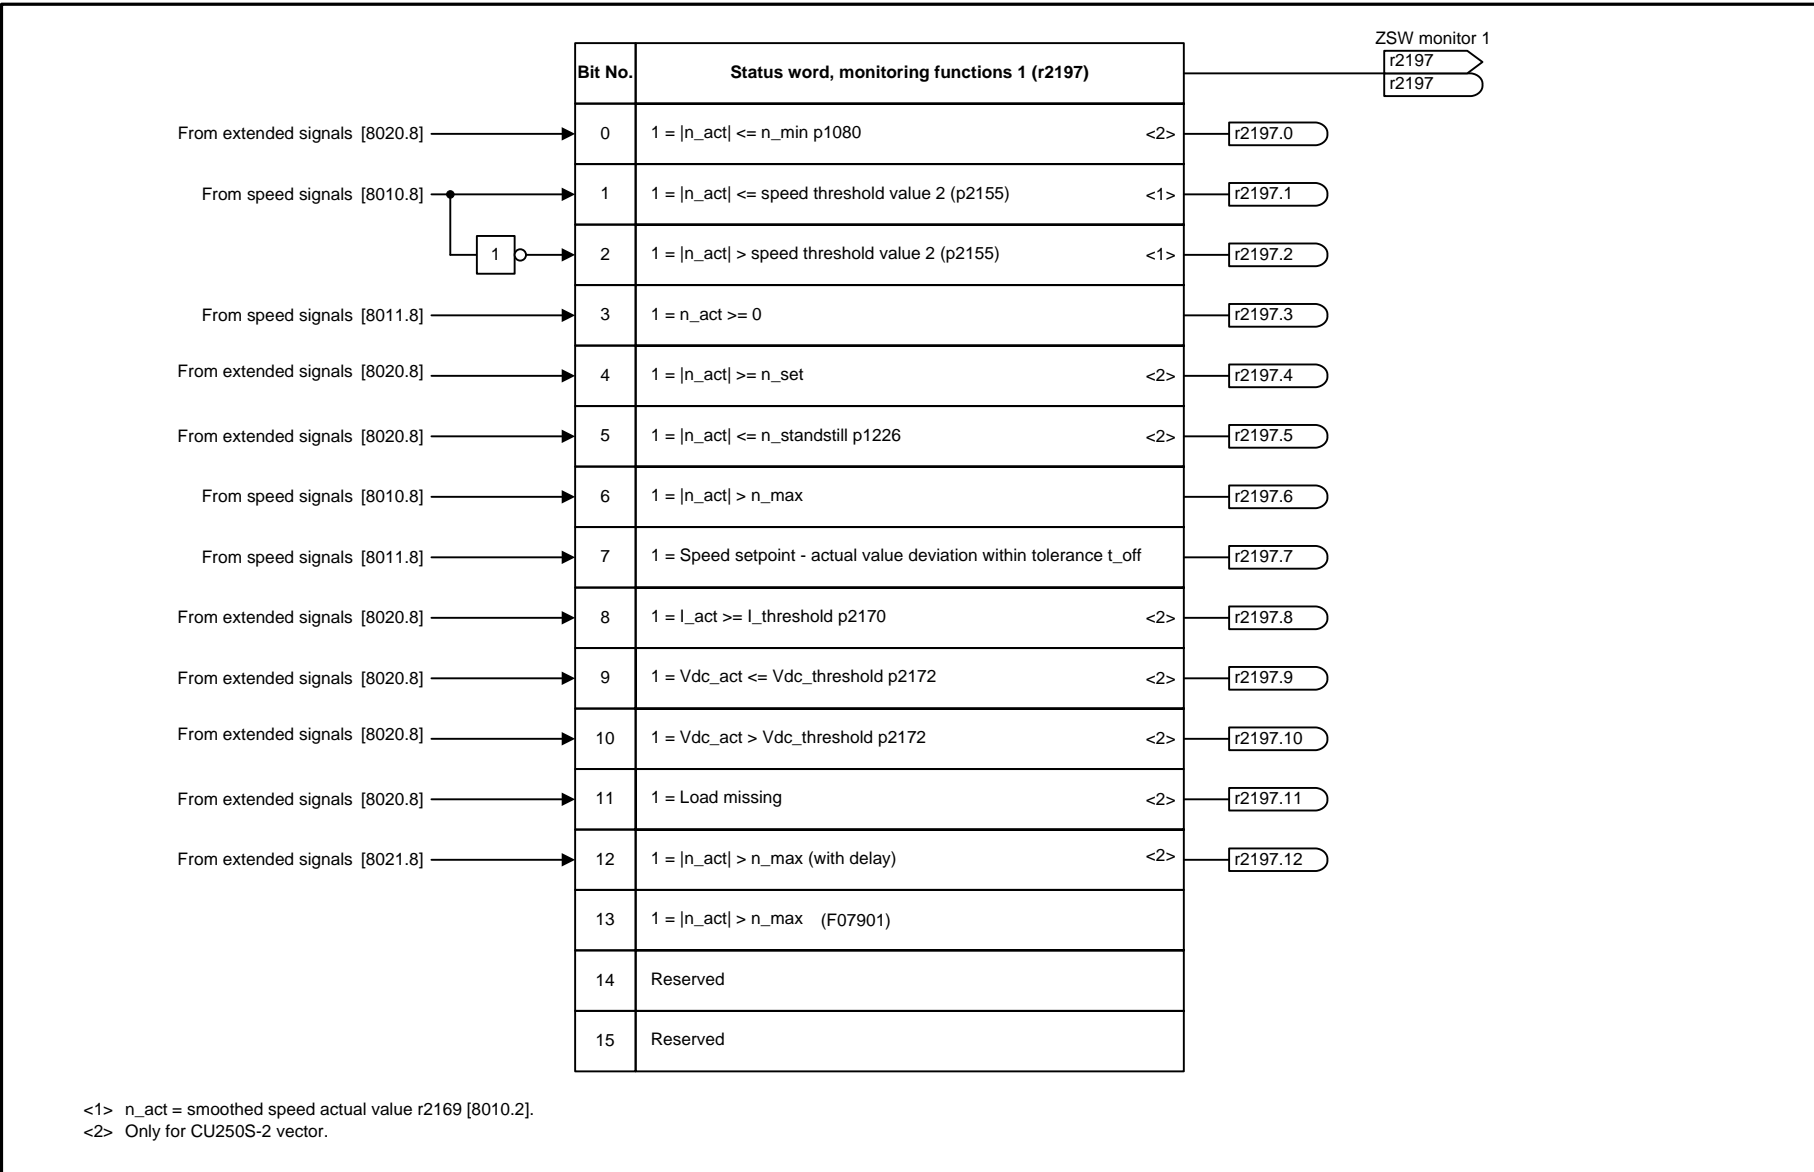 ZSW monitor 1
Bit No. Status word, monitoring functions 1 (r2197) r2197
r2197
From extended signals [8020.8] 0 1 = |n_act| <= n_min p1080 <2> r2197.0
From speed signals [8010.8] 1 1 = |n_act| <= speed threshold value 2 (p2155) <1> r2197.1
1 2 1 = |n_act| > speed threshold value 2 (p2155) <1> r2197.2
From speed signals [8011.8] 3 1 = n_act >= 0 r2197.3
From extended signals [8020.8] 4 1 = |n_act| >= n_set <2> r2197.4
From extended signals [8020.8] 5 1 = |n_act| <= n_standstill p1226 <2> r2197.5
From speed signals [8010.8] 6 1 = |n_act| > n_max r2197.6
From speed signals [8011.8] 7 1 = Speed setpoint - actual value deviation within tolerance t_off r2197.7
From extended signals [8020.8] 8 1 = I_act >= I_threshold p2170 <2> r2197.8
From extended signals [8020.8] 9 1 = Vdc_act <= Vdc_threshold p2172 <2> r2197.9
From extended signals [8020.8] 10 1 = Vdc_act > Vdc_threshold p2172 <2> r2197.10
From extended signals [8020.8] 11 1 = Load missing <2> r2197.11
From extended signals [8021.8] 12 1 = |n_act| > n_max (with delay) <2> r2197.12
13 1 = |n_act| > n_max (F07901)
14 Reserved
15 Reserved
<1> n_act = smoothed speed actual value r2169 [8010.2].
<2> Only for CU250S-2 vector.